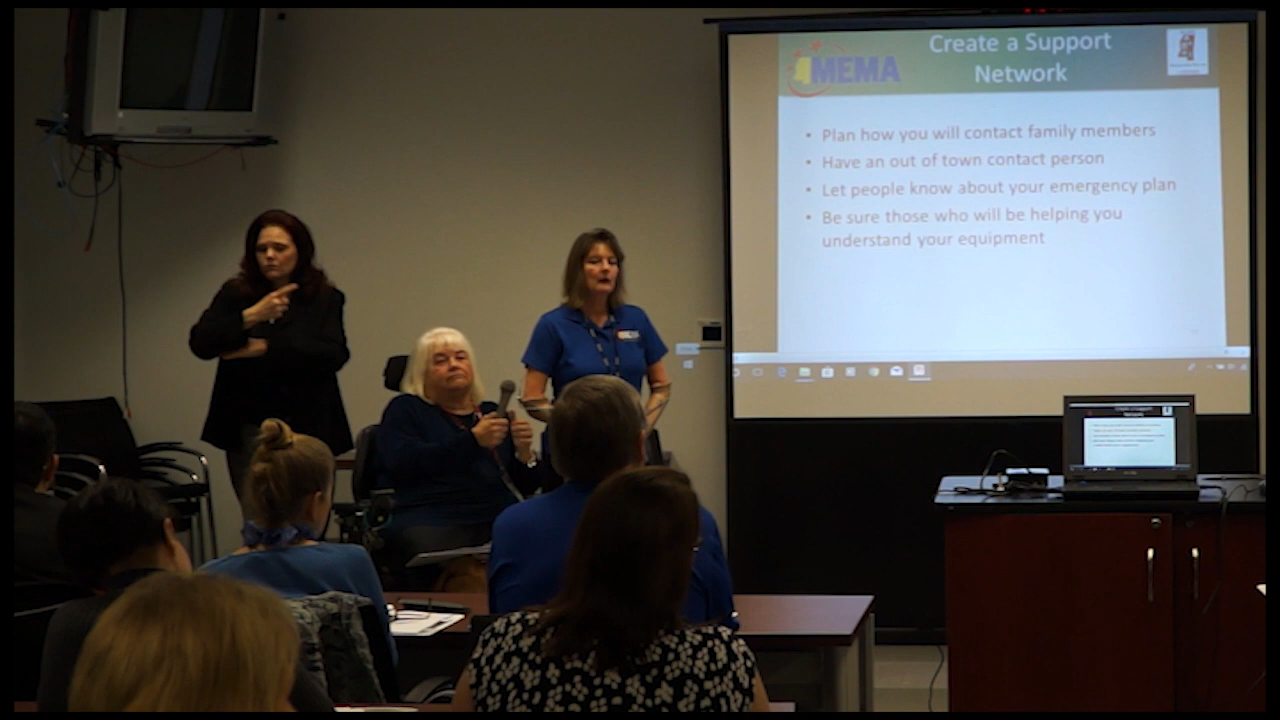 Create a Support
Network
MEMA
• Plan how you will contact family members
• Have an out of town contact person
• Let people know about your emergency plan
• Be sure those who will be helping you
understand your equipment